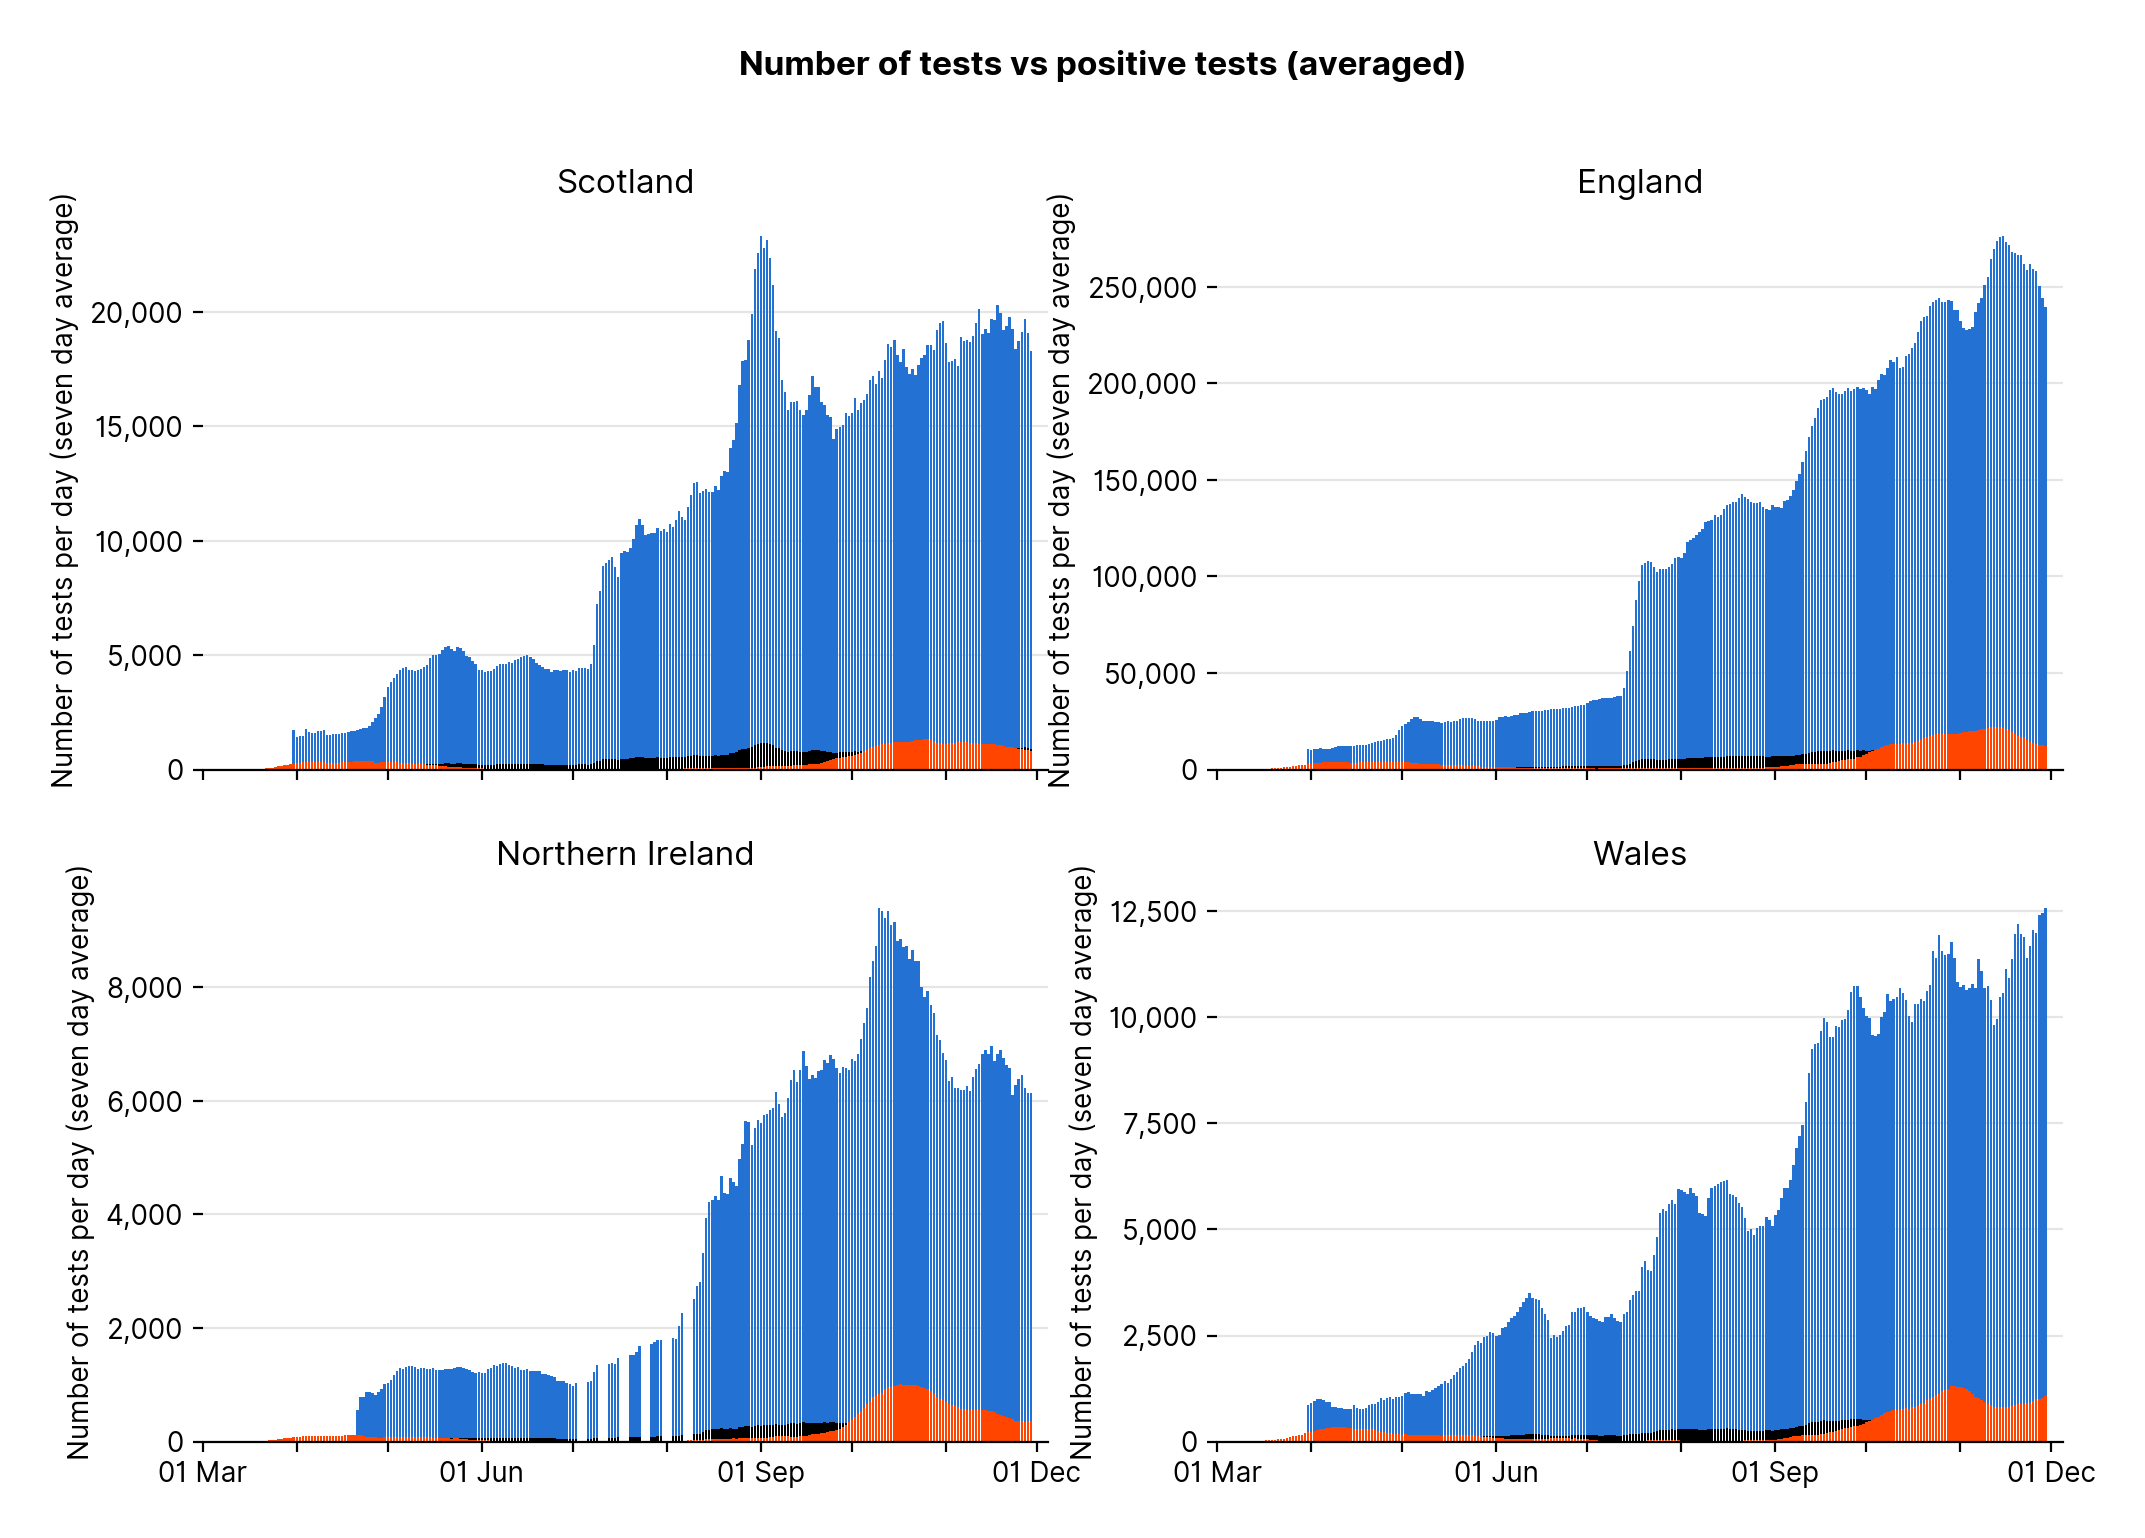 Number of tests vs positive tests (averaged)
Scotland
Number of tests per day (seven day average)
20,000
15,000
10,000
5,000
0
England
Number of tests per day (seven day average)
250,000
200,000
150,000
100,000
50,000
0
Northern Ireland
Number of tests per day (seven day average)
8,000
6,000
4,000
2,000
0
01 Mar 01 Jun 01 Sep 01 Dec
Wales
Number of tests per day (seven day average)
12,500
10,000
7,500
5,000
2,500
0
01 Mar 01 Jun 01 Sep 01 Dec